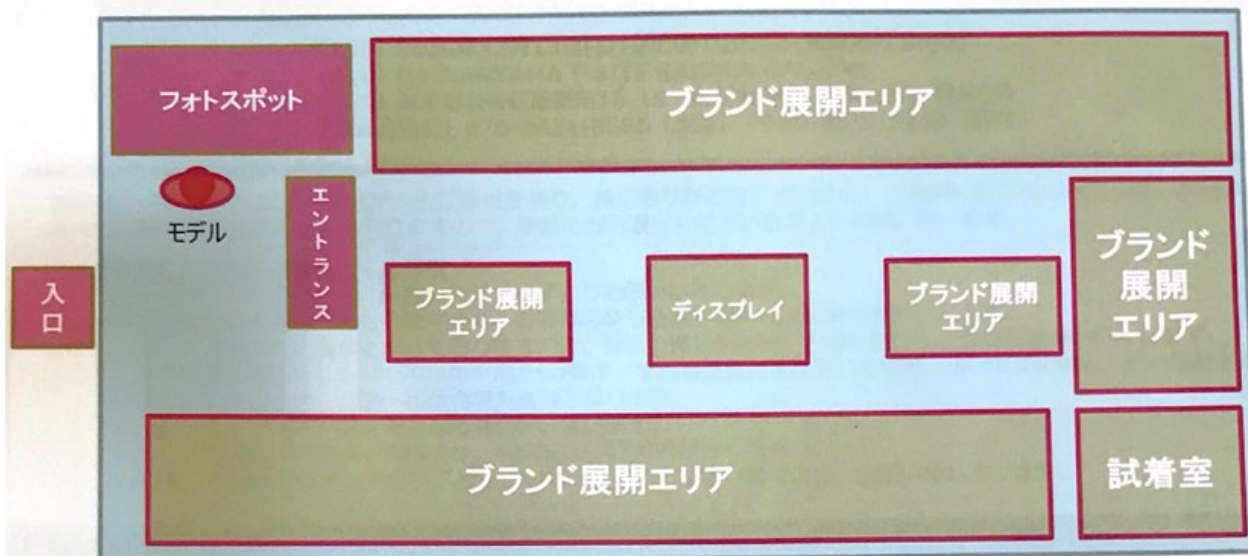 フォトスポット
ブランド展開エリア
モデル
エントランス
入口
ブランド展開
エリア
ディスプレイ
ブランド展開
エリア
ブランド
展開
エリア
ブランド展開エリア
試着室